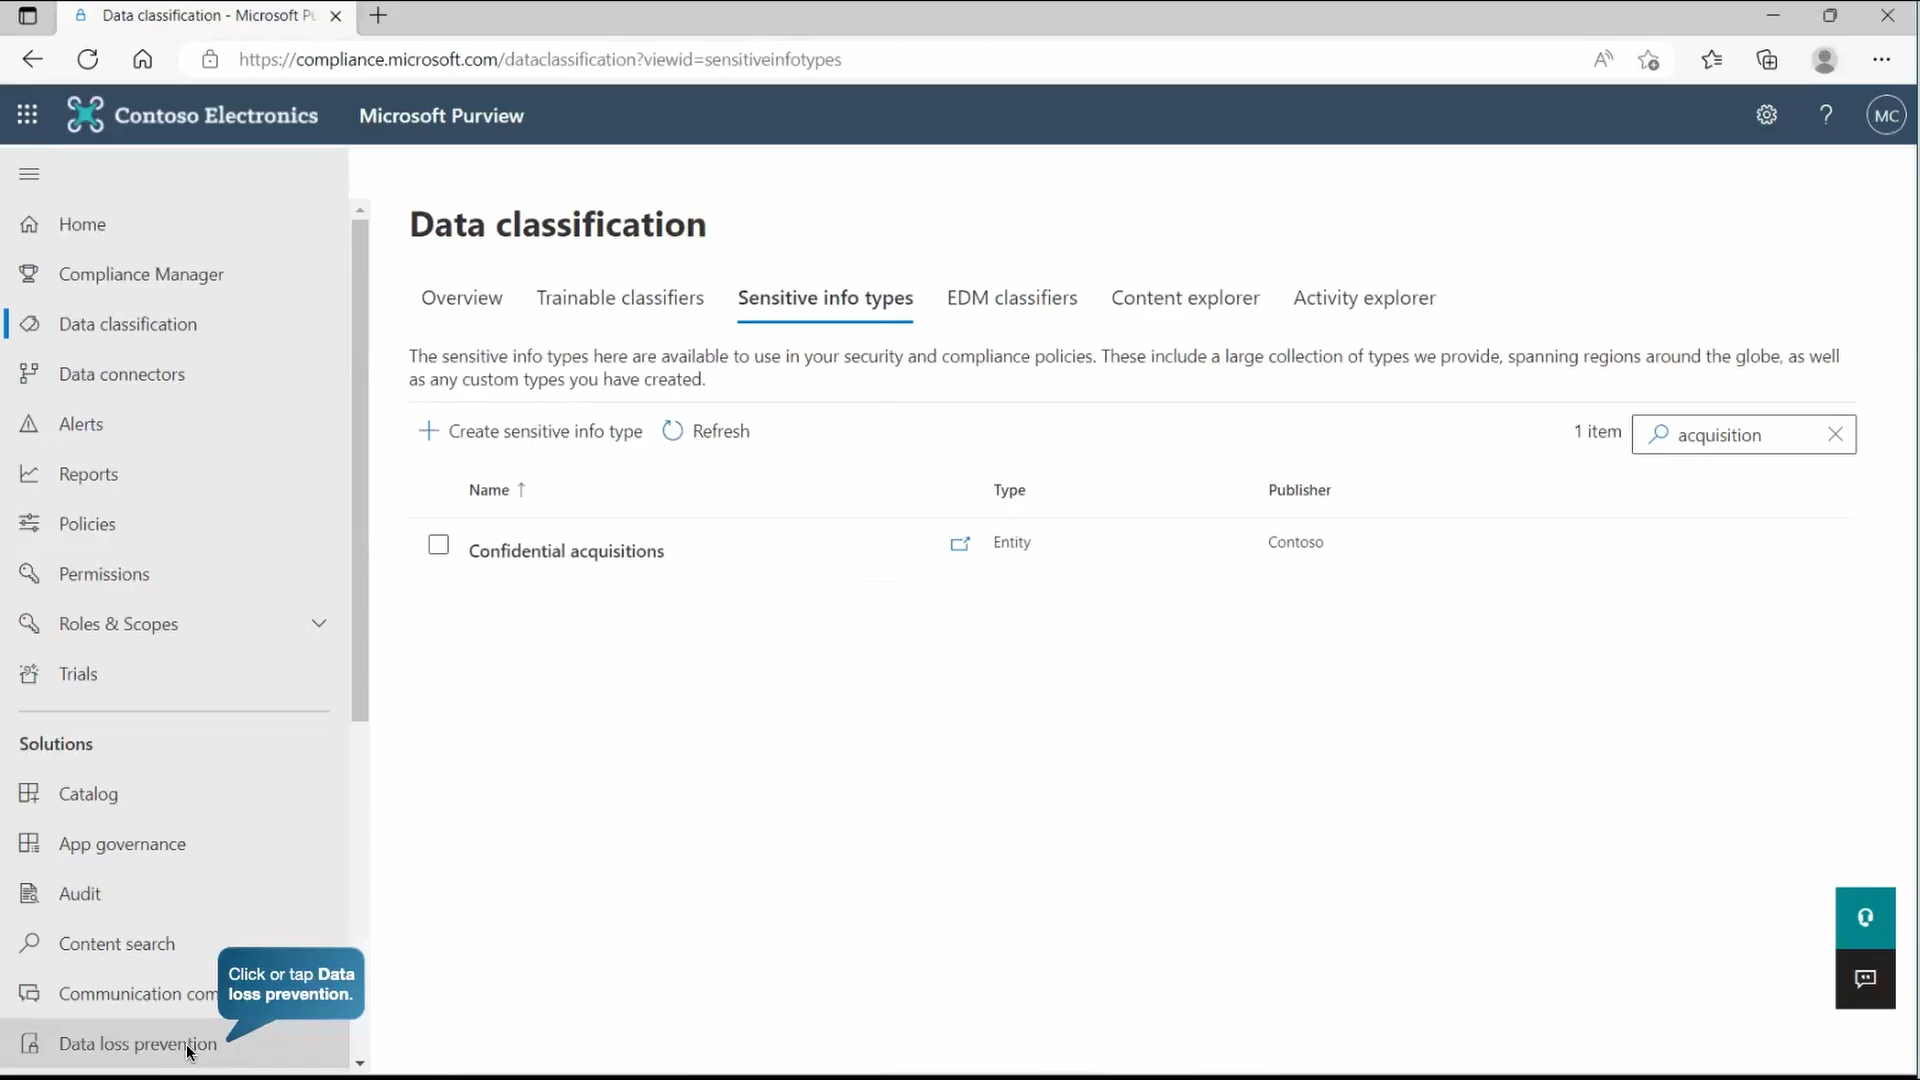 Data classification - Microsoft Pu
https://compliance.microsoft.com/dataclassification?viewid=sensitiveinfotypes
Contoso Electronics
Microsoft Purview
MC
Home
Compliance Manager
Data classification
Data connectors
Alerts
Reports
Policies
Permissions
Roles & Scopes
Trials
Solutions
Catalog
App governance
Audit
Content search
Communication com
Data loss prevention
Click or tap Data
loss prevention.
Data classification
Overview
Trainable classifiers
Sensitive info types
EDM classifiers
Content explorer
Activity explorer
The sensitive info types here are available to use in your security and compliance policies. These include a large collection of types we provide, spanning regions around the globe, as well
as any custom types you have created.
Create sensitive info type
Refresh
1 item
acquisition
Name ↑
Type
Publisher
Confidential acquisitions
Entity
Contoso